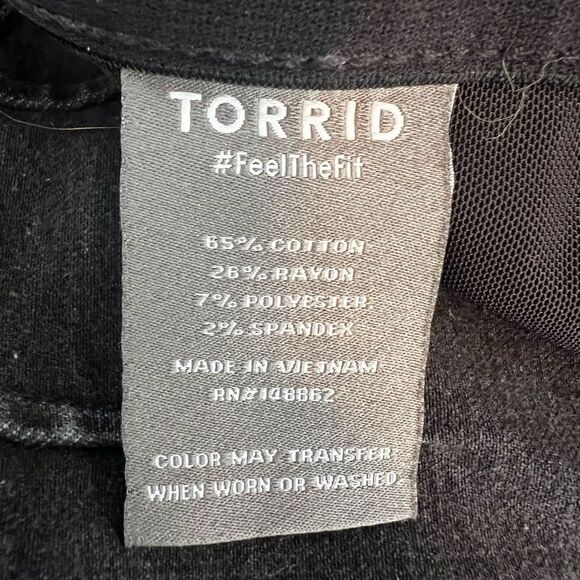 TORRID
#FeelTheFit
65% COTTON
26% RAYON
7% POLYESTER
2% SPANDEX
MADE IN VIETNAM
RN#148862
COLOR MAY TRANSFER
WHEN WORN OR WASHED